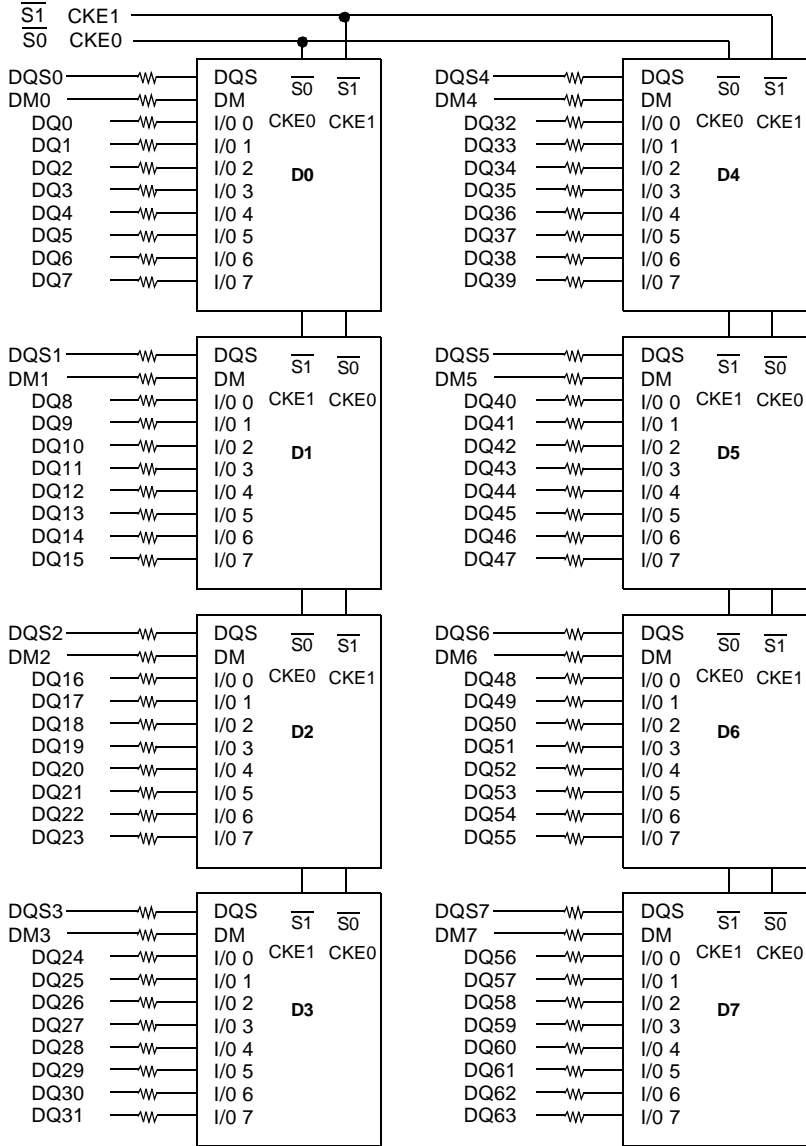 S1 CKE1
S0 CKE0
DQS0 DQS S0 S1
DM0 DM
DQ0 I/0 0 CKE0 CKE1
DQ1 I/0 1
DQ2 I/0 2 D0
DQ3 I/0 3
DQ4 I/0 4
DQ5 I/0 5
DQ6 I/0 6
DQ7 I/0 7
DQS1 DQS S1 S0
DM1 DM
DQ8 I/0 0 CKE1 CKE0
DQ9 I/0 1
DQ10 I/0 2 D1
DQ11 I/0 3
DQ12 I/0 4
DQ13 I/0 5
DQ14 I/0 6
DQ15 I/0 7
DQS2 DQS S0 S1
DM2 DM
DQ16 I/0 0 CKE0 CKE1
DQ17 I/0 1
DQ18 I/0 2 D2
DQ19 I/0 3
DQ20 I/0 4
DQ21 I/0 5
DQ22 I/0 6
DQ23 I/0 7
DQS3 DQS S1 S0
DM3 DM
DQ24 I/0 0 CKE1 CKE0
DQ25 I/0 1
DQ26 I/0 2 D3
DQ27 I/0 3
DQ28 I/0 4
DQ29 I/0 5
DQ30 I/0 6
DQ31 I/0 7
DQS4 DQS S0 S1
DM4 DM
DQ32 I/0 0 CKE0 CKE1
DQ33 I/0 1
DQ34 I/0 2 D4
DQ35 I/0 3
DQ36 I/0 4
DQ37 I/0 5
DQ38 I/0 6
DQ39 I/0 7
DQS5 DQS S1 S0
DM5 DM
DQ40 I/0 0 CKE1 CKE0
DQ41 I/0 1
DQ42 I/0 2 D5
DQ43 I/0 3
DQ44 I/0 4
DQ45 I/0 5
DQ46 I/0 6
DQ47 I/0 7
DQS6 DQS S0 S1
DM6 DM
DQ48 I/0 0 CKE0 CKE1
DQ49 I/0 1
DQ50 I/0 2 D6
DQ51 I/0 3
DQ52 I/0 4
DQ53 I/0 5
DQ54 I/0 6
DQ55 I/0 7
DQS7 DQS S1 S0
DM7 DM
DQ56 I/0 0 CKE1 CKE0
DQ57 I/0 1
DQ58 I/0 2 D7
DQ59 I/0 3
DQ60 I/0 4
DQ61 I/0 5
DQ62 I/0 6
DQ63 I/0 7